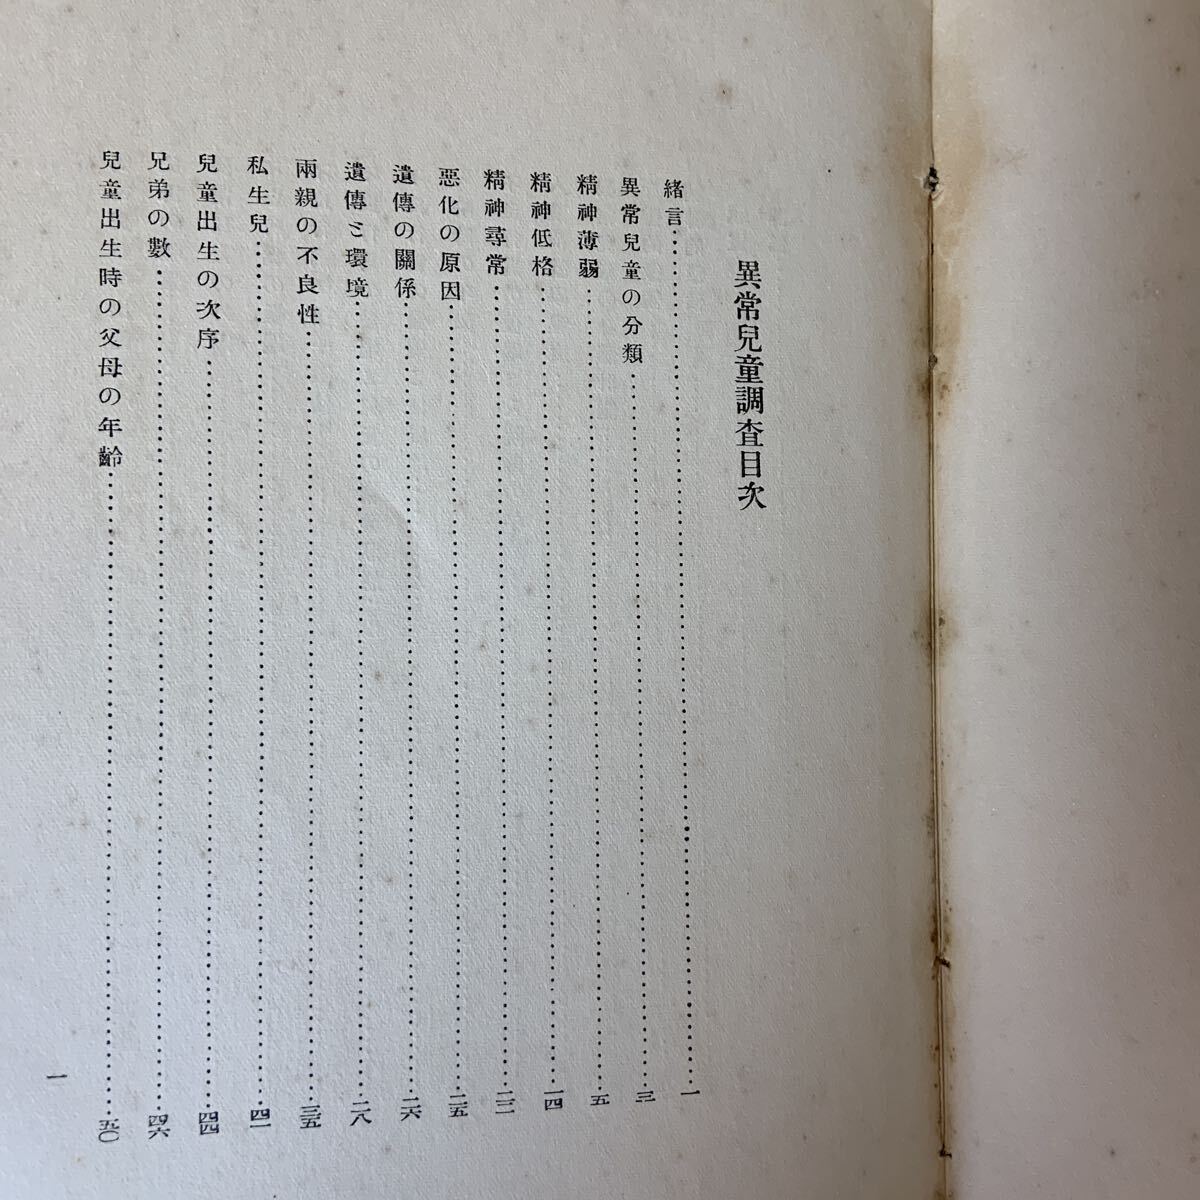 異常兒童調査目次
緒言……一
異常兒童の分類……三
精神薄弱……五
精神低格……一四
精神尋常……二二
惡化の原因……二五
遺傳の關係……二六
遺傳と環境……二八
兩親の不良性……三五
私生兒……四一
兒童出生の次序……四四
兄弟の數……四六
兒童出生時の父母の年齡……五〇
一